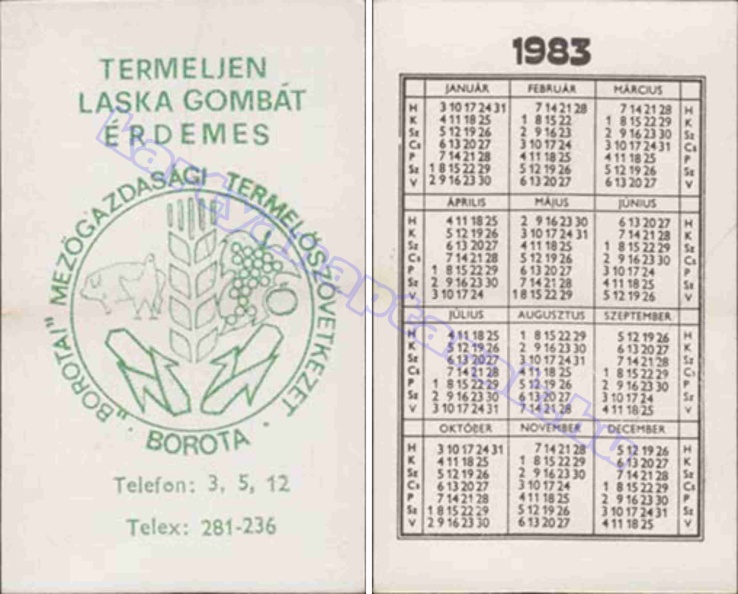 TERMELJEN
LASKA GOMBÁT
ÉRDEMES
"BOROTAI" MEZŐGAZDASÁGI TERMELŐSZÖVETKEZET
· BOROTA ·
Telefon: 3, 5, 12
Telex: 281-236
1983
JANUÁR FEBRUÁR MÁRCIUS
H 3 10 17 24 31 7 14 21 28 7 14 21 28 H
K 4 11 18 25 1 8 15 22 1 8 15 22 29 K
Sz 5 12 19 26 2 9 16 23 2 9 16 23 30 Sz
Cs 6 13 20 27 3 10 17 24 3 10 17 24 31 Cs
P 7 14 21 28 4 11 18 25 4 11 18 25 P
Sz 1 8 15 22 29 5 12 19 26 5 12 19 26 Sz
V 2 9 16 23 30 6 13 20 27 6 13 20 27 V
ÁPRILIS MÁJUS JÚNIUS
H 4 11 18 25 2 9 16 23 30 6 13 20 27 H
K 5 12 19 26 3 10 17 24 31 7 14 21 28 K
Sz 6 13 20 27 4 11 18 25 1 8 15 22 29 Sz
Cs 7 14 21 28 5 12 19 26 2 9 16 23 30 Cs
P 1 8 15 22 29 6 13 20 27 3 10 17 24 P
Sz 2 9 16 23 30 7 14 21 28 4 11 18 25 Sz
V 3 10 17 24 1 8 15 22 29 5 12 19 26 V
JÚLIUS AUGUSZTUS SZEPTEMBER
H 4 11 18 25 1 8 15 22 29 5 12 19 26 H
K 5 12 19 26 2 9 16 23 30 6 13 20 27 K
Sz 6 13 20 27 3 10 17 24 31 7 14 21 28 Sz
Cs 7 14 21 28 4 11 18 25 1 8 15 22 29 Cs
P 1 8 15 22 29 5 12 19 26 2 9 16 23 30 P
Sz 2 9 16 23 30 6 13 20 27 3 10 17 24 Sz
V 3 10 17 24 31 7 14 21 28 4 11 18 25 V
OKTÓBER NOVEMBER DECEMBER
H 3 10 17 24 31 7 14 21 28 5 12 19 26 H
K 4 11 18 25 1 8 15 22 29 6 13 20 27 K
Sz 5 12 19 26 2 9 16 23 30 7 14 21 28 Sz
Cs 6 13 20 27 3 10 17 24 1 8 15 22 29 Cs
P 7 14 21 28 4 11 18 25 2 9 16 23 30 P
Sz 1 8 15 22 29 5 12 19 26 3 10 17 24 31 Sz
V 2 9 16 23 30 6 13 20 27 4 11 18 25 V